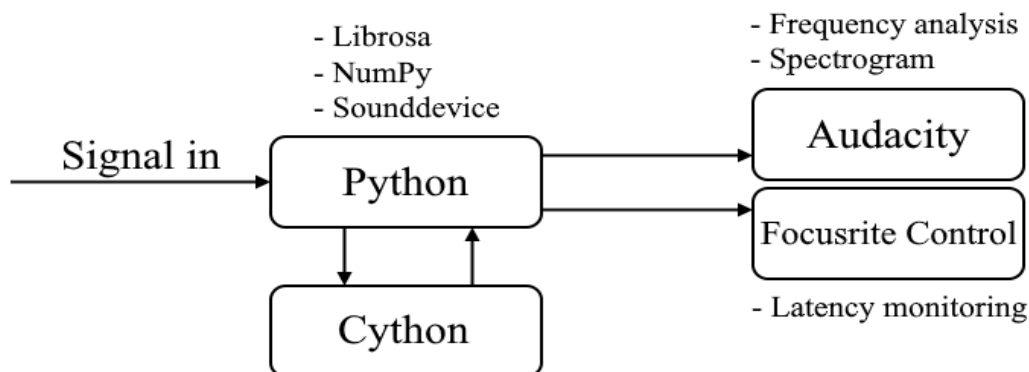 - Librosa
- NumPy
- Sounddevice
- Frequency analysis
- Spectrogram
Signal in
Python
Audacity
Focusrite Control
Cython
- Latency monitoring